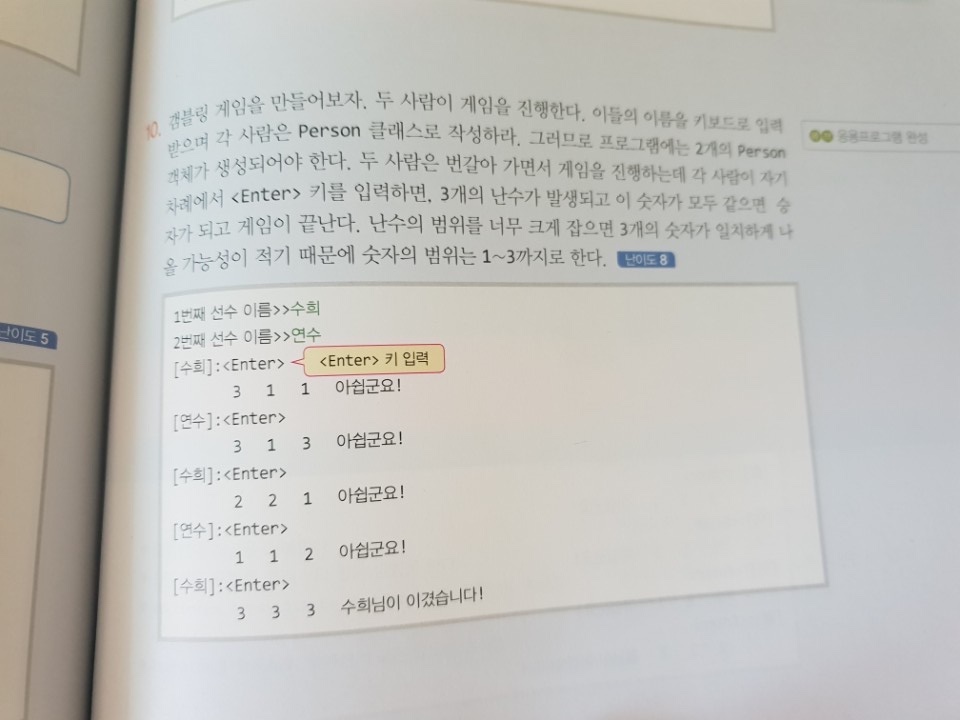 10. 갬블링 게임을 만들어보자. 두 사람이 게임을 진행한다. 이들의 이름을 키보드로 입력
받으며 각 사람은 Person 클래스로 작성하라. 그러므로 프로그램에는 2개의 Person
객체가 생성되어야 한다. 두 사람은 번갈아 가면서 게임을 진행하는데 각 사람이 자기
차례에서 <Enter> 키를 입력하면, 3개의 난수가 발생되고 이 숫자가 모두 같으면 승
자가 되고 게임이 끝난다. 난수의 범위를 너무 크게 잡으면 3개의 숫자가 일치하게 나
올 가능성이 적기 때문에 숫자의 범위는 1~3까지로 한다. 난이도 8
응용프로그램 완성
난이도 5
1번째 선수 이름>>수희
2번째 선수 이름>>연수
[수희]:<Enter> <Enter> 키 입력
3 1 1 아쉽군요!
[연수]:<Enter>
3 1 3 아쉽군요!
[수희]:<Enter>
2 2 1 아쉽군요!
[연수]:<Enter>
1 1 2 아쉽군요!
[수희]:<Enter>
3 3 3 수희님이 이겼습니다!